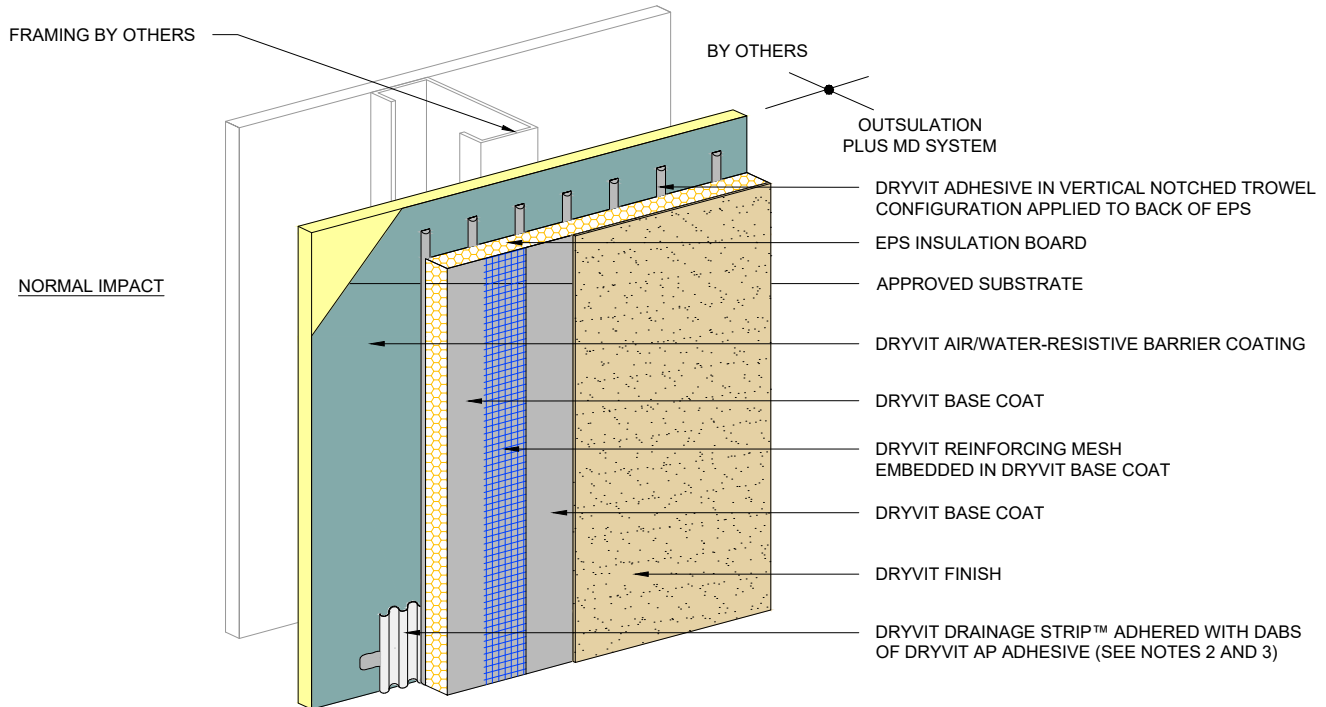 FRAMING BY OTHERS
BY OTHERS
OUTSULATION
PLUS MD SYSTEM
DRYVIT ADHESIVE IN VERTICAL NOTCHED TROWEL
CONFIGURATION APPLIED TO BACK OF EPS
EPS INSULATION BOARD
NORMAL IMPACT
APPROVED SUBSTRATE
DRYVIT AIR/WATER-RESISTIVE BARRIER COATING
DRYVIT BASE COAT
DRYVIT REINFORCING MESH
EMBEDDED IN DRYVIT BASE COAT
DRYVIT BASE COAT
DRYVIT FINISH
DRYVIT DRAINAGE STRIP™ ADHERED WITH DABS
OF DRYVIT AP ADHESIVE (SEE NOTES 2 AND 3)